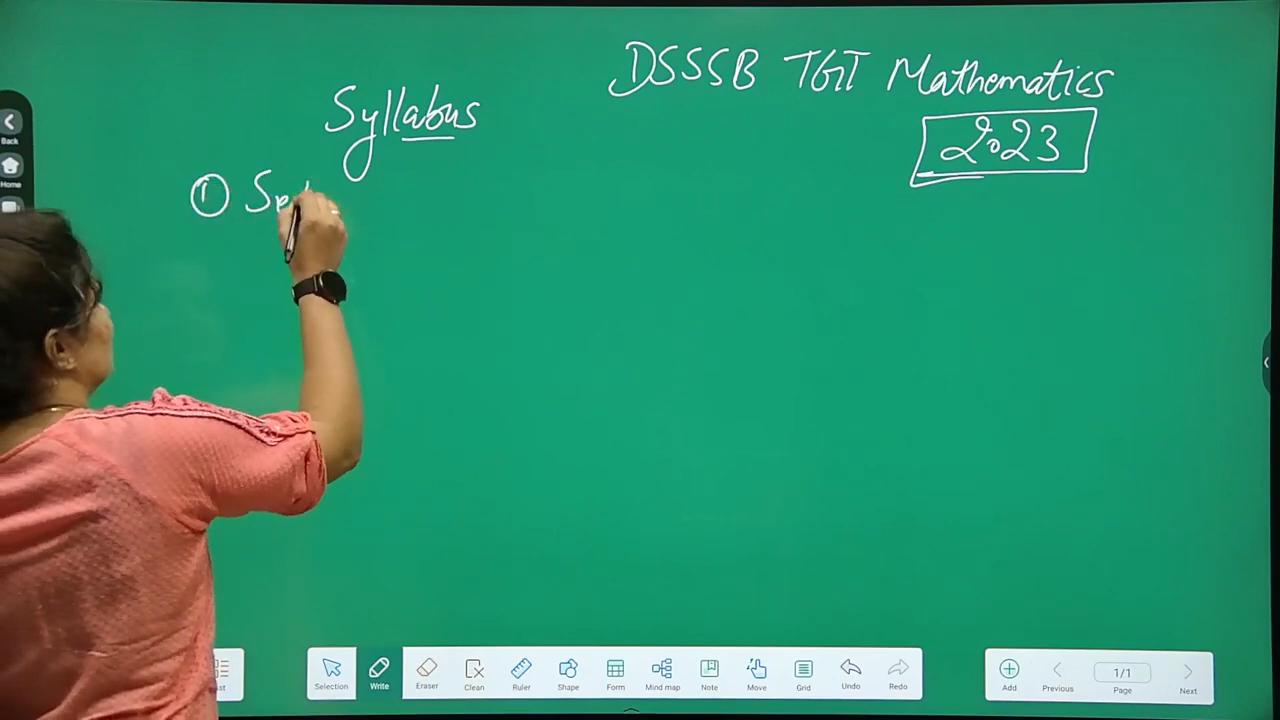 DSSSB TGT Mathematics
2023
Syllabus
①
Back
Home
Selection
Write
Eraser
Clean
Ruler
Shape
Form
Mind map
Note
Move
Grid
Undo
Redo
Add
Previous
1/1
Page
Next